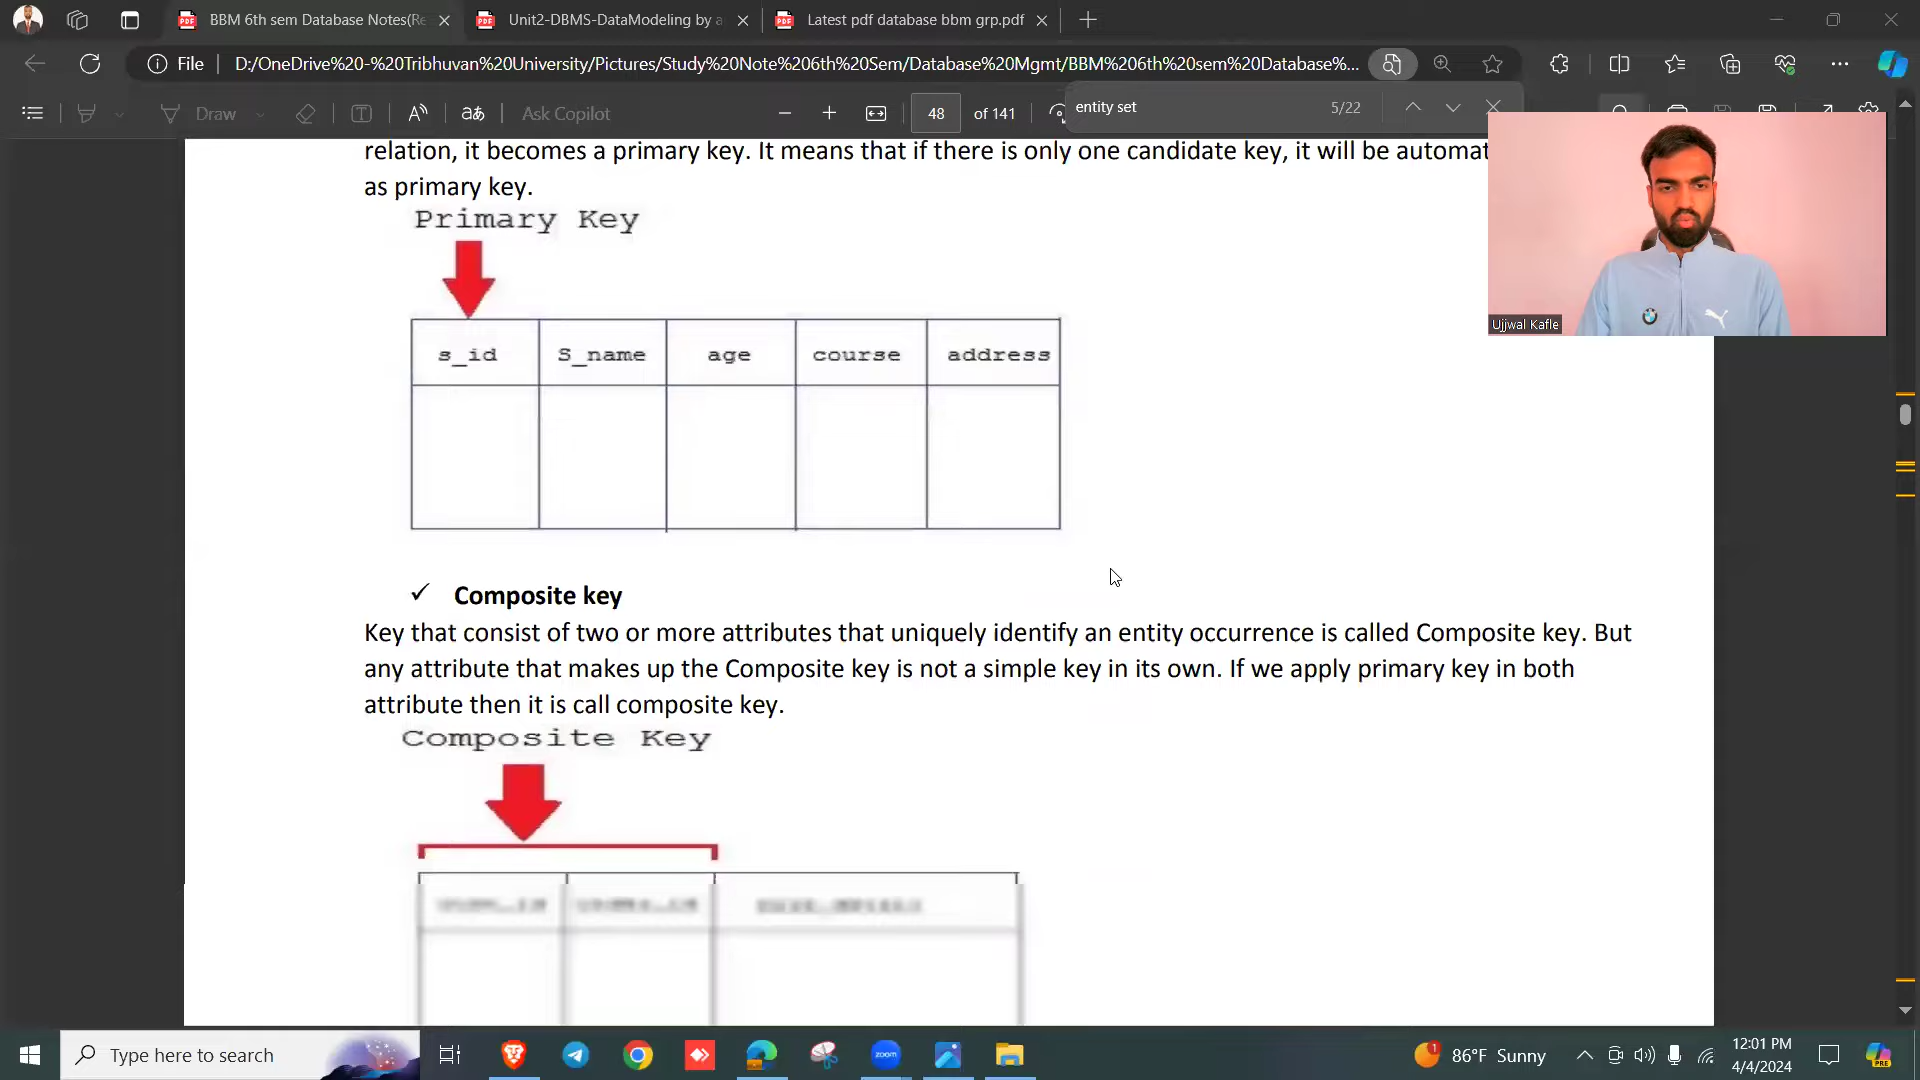 BBM 6th sem Database Notes(Re
Unit2-DBMS-DataModeling by a
Latest pdf database bbm grp.pdf
File
D:/OneDrive%20-%20Tribhuvan%20University/Pictures/Study%20Note%206th%20Sem/Database%20Mgmt/BBM%206th%20sem%20Database%...
Draw
Ask Copilot
48 of 141
entity set
5/22
relation, it becomes a primary key. It means that if there is only one candidate key, it will be automat
as primary key.
Primary Key
s_id S_name age course address
Ujjwal Kafle
✓ Composite key
Key that consist of two or more attributes that uniquely identify an entity occurrence is called Composite key. But
any attribute that makes up the Composite key is not a simple key in its own. If we apply primary key in both
attribute then it is call composite key.
Composite Key
Type here to search
zoom
1
86°F Sunny
12:01 PM
4/4/2024
PRE